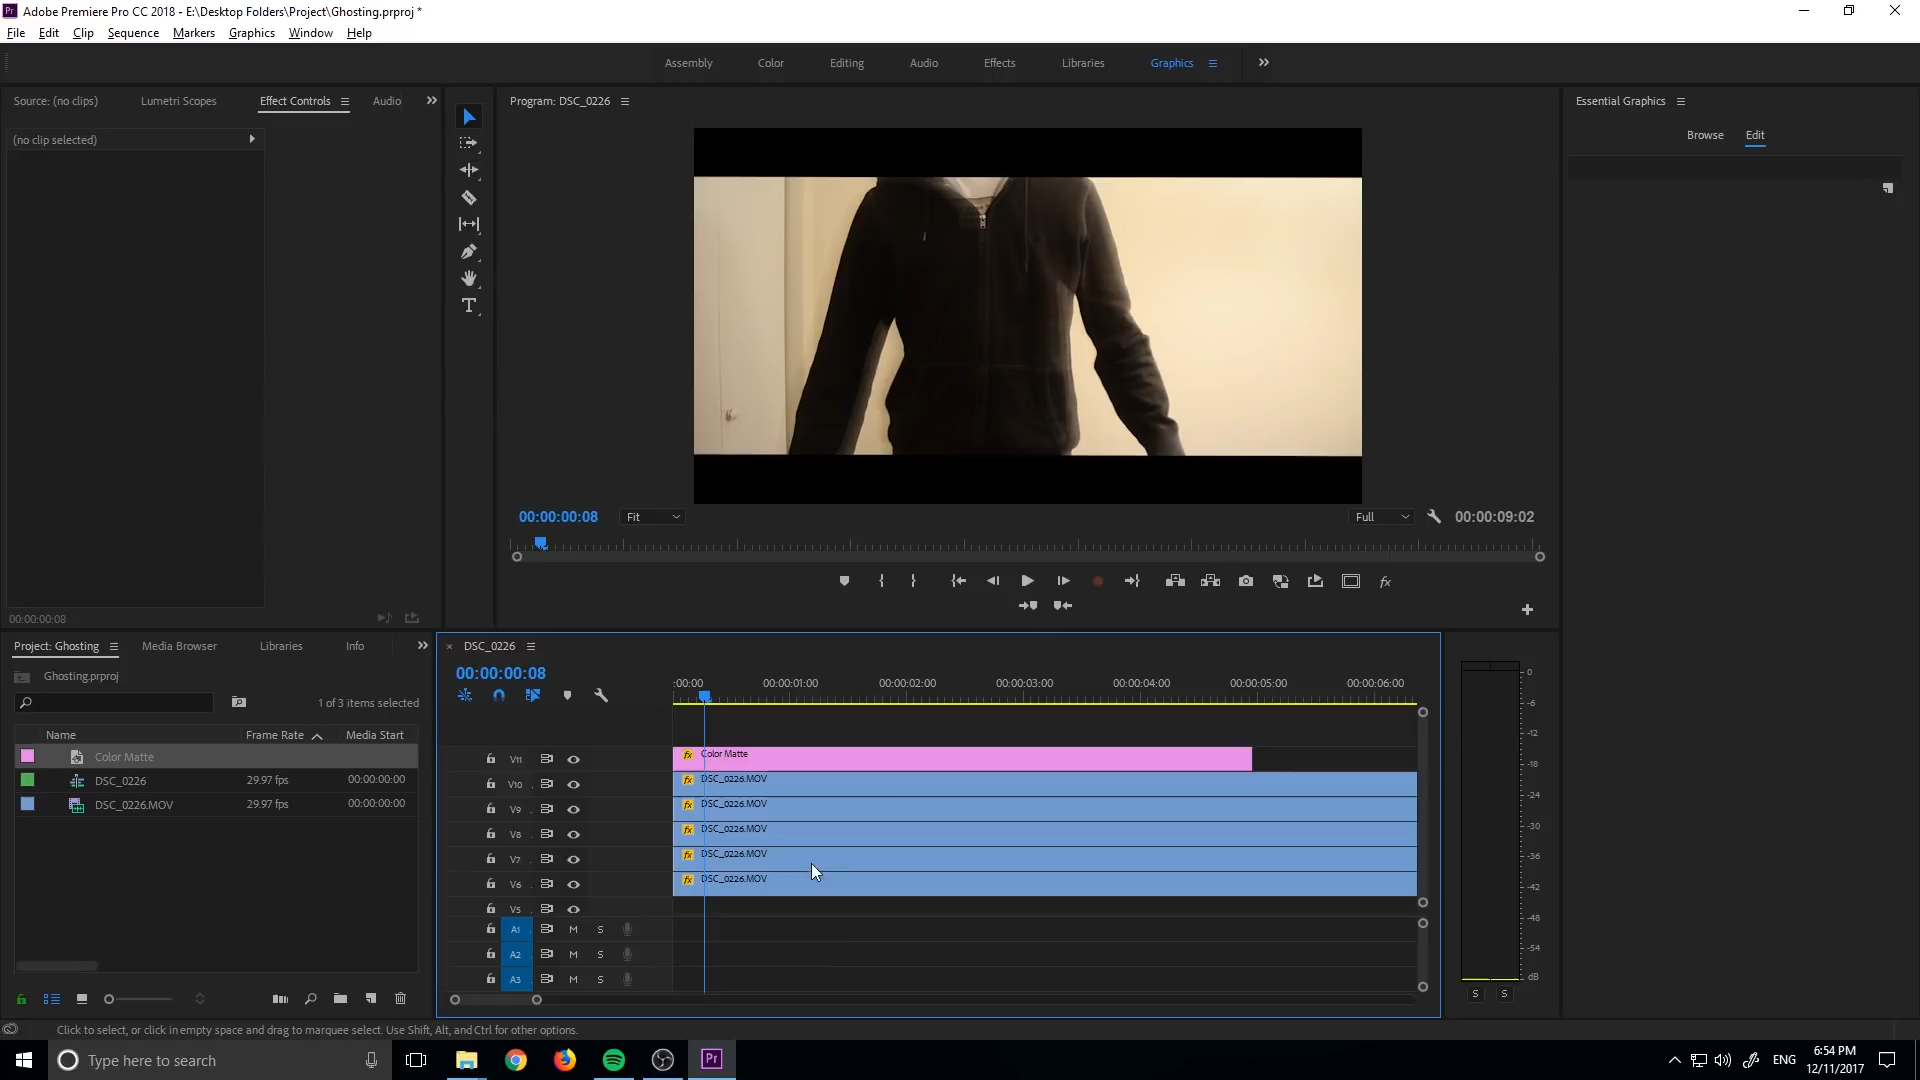 Adobe Premiere Pro CC 2018 - E:\Desktop Folders\Project\Ghosting.prproj *
File Edit Clip Sequence Markers Graphics Window Help
Assembly Color Editing Audio Effects Libraries Graphics
Source: (no clips) Lumetri Scopes Effect Controls Audio
Program: DSC_0226
Essential Graphics
(no clip selected)
Browse Edit
00:00:00:08 Fit Full 00:00:09:02
00:00:00:08
Project: Ghosting Media Browser Libraries Info
DSC_0226
Ghosting.prproj
00:00:00:08
1 of 3 items selected
:00:00 00:00:01:00 00:00:02:00 00:00:03:00 00:00:04:00 00:00:05:00 00:00:06:00
Name Frame Rate Media Start
Color Matte
DSC_0226 29.97 fps 00:00:00:00
DSC_0226.MOV 29.97 fps 00:00:00:00
V11 fx Color Matte
V10 fx DSC_0226.MOV
V9 fx DSC_0226.MOV
V8 fx DSC_0226.MOV
V7 fx DSC_0226.MOV
V6 fx DSC_0226.MOV
V5
A1 M S
A2 M S
A3 M S
0
-6
-12
-18
-24
-30
-36
-42
-48
-54
dB
S S
Click to select, or click in empty space and drag to marquee select. Use Shift, Alt, and Ctrl for other options.
Type here to search
Pr
ENG
6:54 PM
12/11/2017